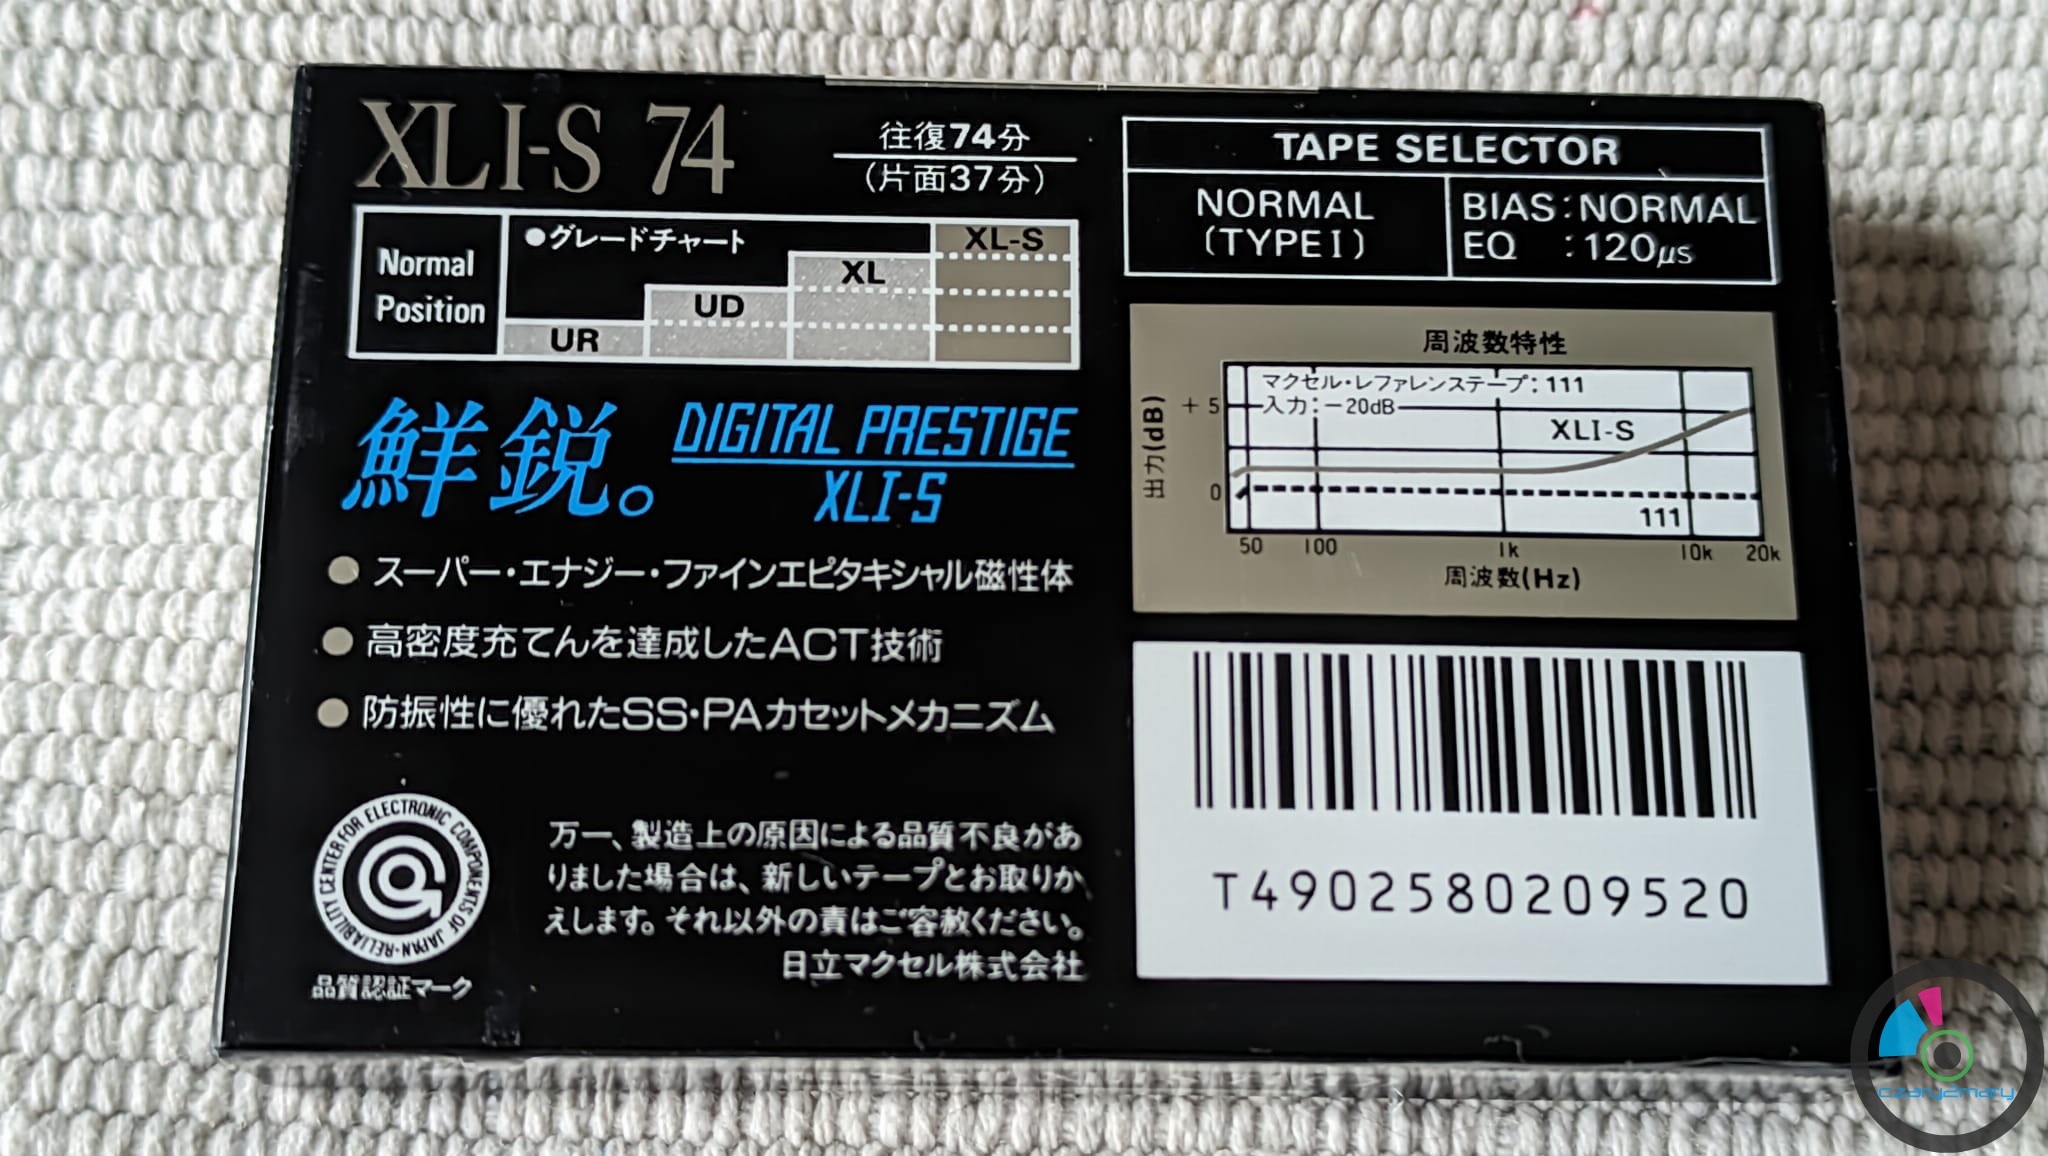 XLI-S 74
往復74分
(片面37分)
Normal
Position
●グレードチャート
UR
UD
XL
XL-S
鮮鋭。
DIGITAL PRESTIGE
XLI-S
●スーパー・エナジー・ファインエピタキシャル磁性体
●高密度充てんを達成したACT技術
●防振性に優れたSS・PAカセットメカニズム
RELIABILITY CENTER FOR ELECTRONIC COMPONENTS OF JAPAN
品質認証マーク
万一、製造上の原因による品質不良があ
りました場合は、新しいテープとお取りか
えします。それ以外の責はご容赦ください。
日立マクセル株式会社
TAPE SELECTOR
NORMAL
(TYPE I)
BIAS:NORMAL
EQ :120μs
周波数特性
マクセル・レファレンステープ:111
入力:−20dB
XLI-S
111
出力(dB)
+5
0
50 100 1k 10k 20k
周波数(Hz)
T4902580209520
czary2mary